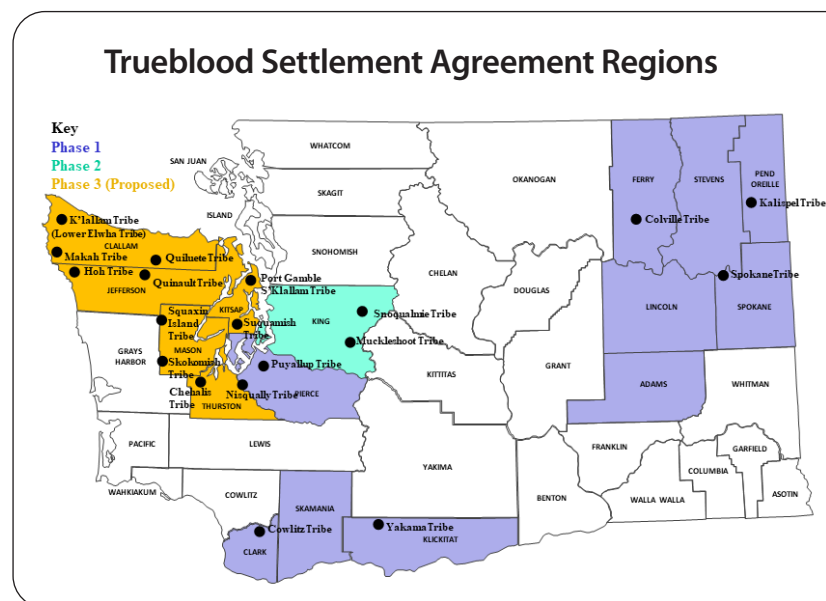 Trueblood Settlement Agreement Regions
Key
Phase 1
Phase 2
Phase 3 (Proposed)
WHATCOM
SAN JUAN
SKAGIT
ISLAND
OKANOGAN
FERRY
STEVENS
PEND
OREILLE
Kalispel Tribe
Colville Tribe
K'lallam Tribe
(Lower Elwha Tribe)
CLALLAM
Makah Tribe
Quiluete Tribe
Hoh Tribe
Quinault Tribe
JEFFERSON
SNOHOMISH
CHELAN
DOUGLAS
Port Gamble
S'Klallam Tribe
Spokane Tribe
LINCOLN
SPOKANE
Squaxin
Island
Tribe
KITSAP
Suquamish
Tribe
KING
Snoqualmie Tribe
Muckleshoot Tribe
GRAYS
HARBOR
MASON
Skokomish
Tribe
Puyallup Tribe
KITTITAS
GRANT
ADAMS
WHITMAN
Chehalis
Tribe
THURSTON
Nisqually Tribe
PIERCE
PACIFIC
LEWIS
YAKIMA
FRANKLIN
GARFIELD
COLUMBIA
WAHKIAKUM
COWLITZ
SKAMANIA
BENTON
WALLA WALLA
ASOTIN
Cowlitz Tribe
CLARK
Yakama Tribe
KLICKITAT